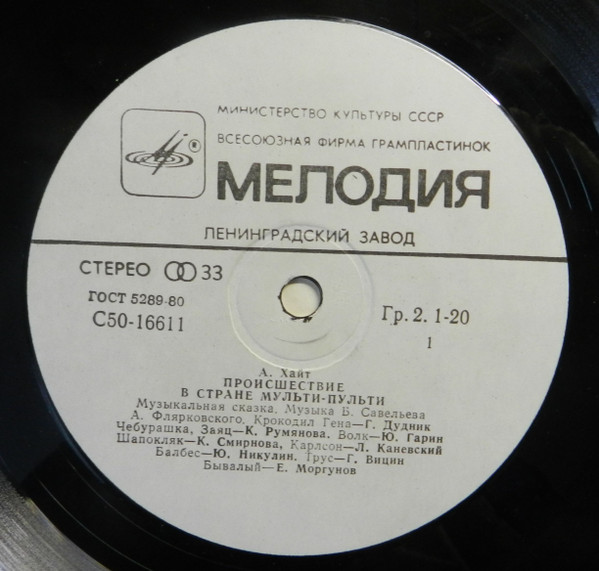 МИНИСТЕРСТВО КУЛЬТУРЫ СССР
ВСЕСОЮЗНАЯ ФИРМА ГРАМПЛАСТИНОК
®
МЕЛОДИЯ
ЛЕНИНГРАДСКИЙ ЗАВОД
СТЕРЕО 33
ГОСТ 5289-80
С50-16611
Гр. 2. 1-20
1
А. Хайт
ПРОИСШЕСТВИЕ
В СТРАНЕ МУЛЬТИ-ПУЛЬТИ
Музыкальная сказка. Музыка Б. Савельева
А. Флярковского. Крокодил Гена—Г. Дудник
Чебурашка, Заяц—К. Румянова. Волк—Ю. Гарин
Шапокляк—К. Смирнова, Карлсон—Л. Каневский
Балбес—Ю. Никулин. Трус—Г. Вицин
Бывалый—Е. Моргунов